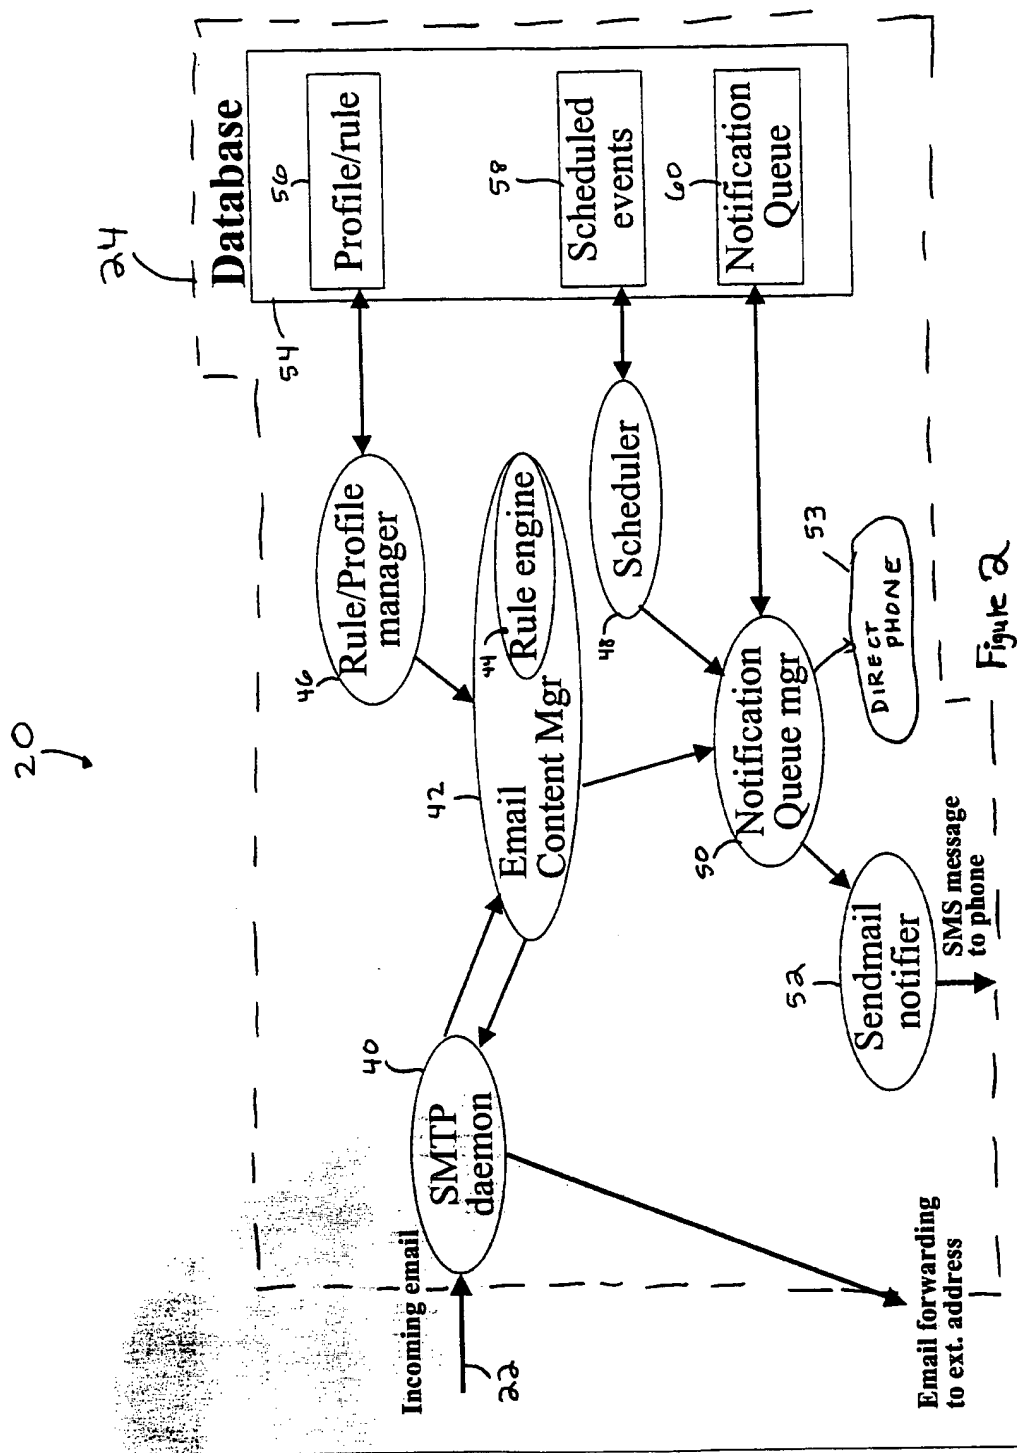 20
24
Database
54
56
Profile/rule
58
Scheduled
events
60
Notification
Queue
46
Rule/Profile
manager
42
Email
Content Mgr
44
Rule engine
48
Scheduler
40
SMTP
daemon
Incoming email
22
50
Notification
Queue mgr
53
DIRECT
PHONE
52
Sendmail
notifier
SMS message
to phone
Email forwarding
to ext. address
Figure 2